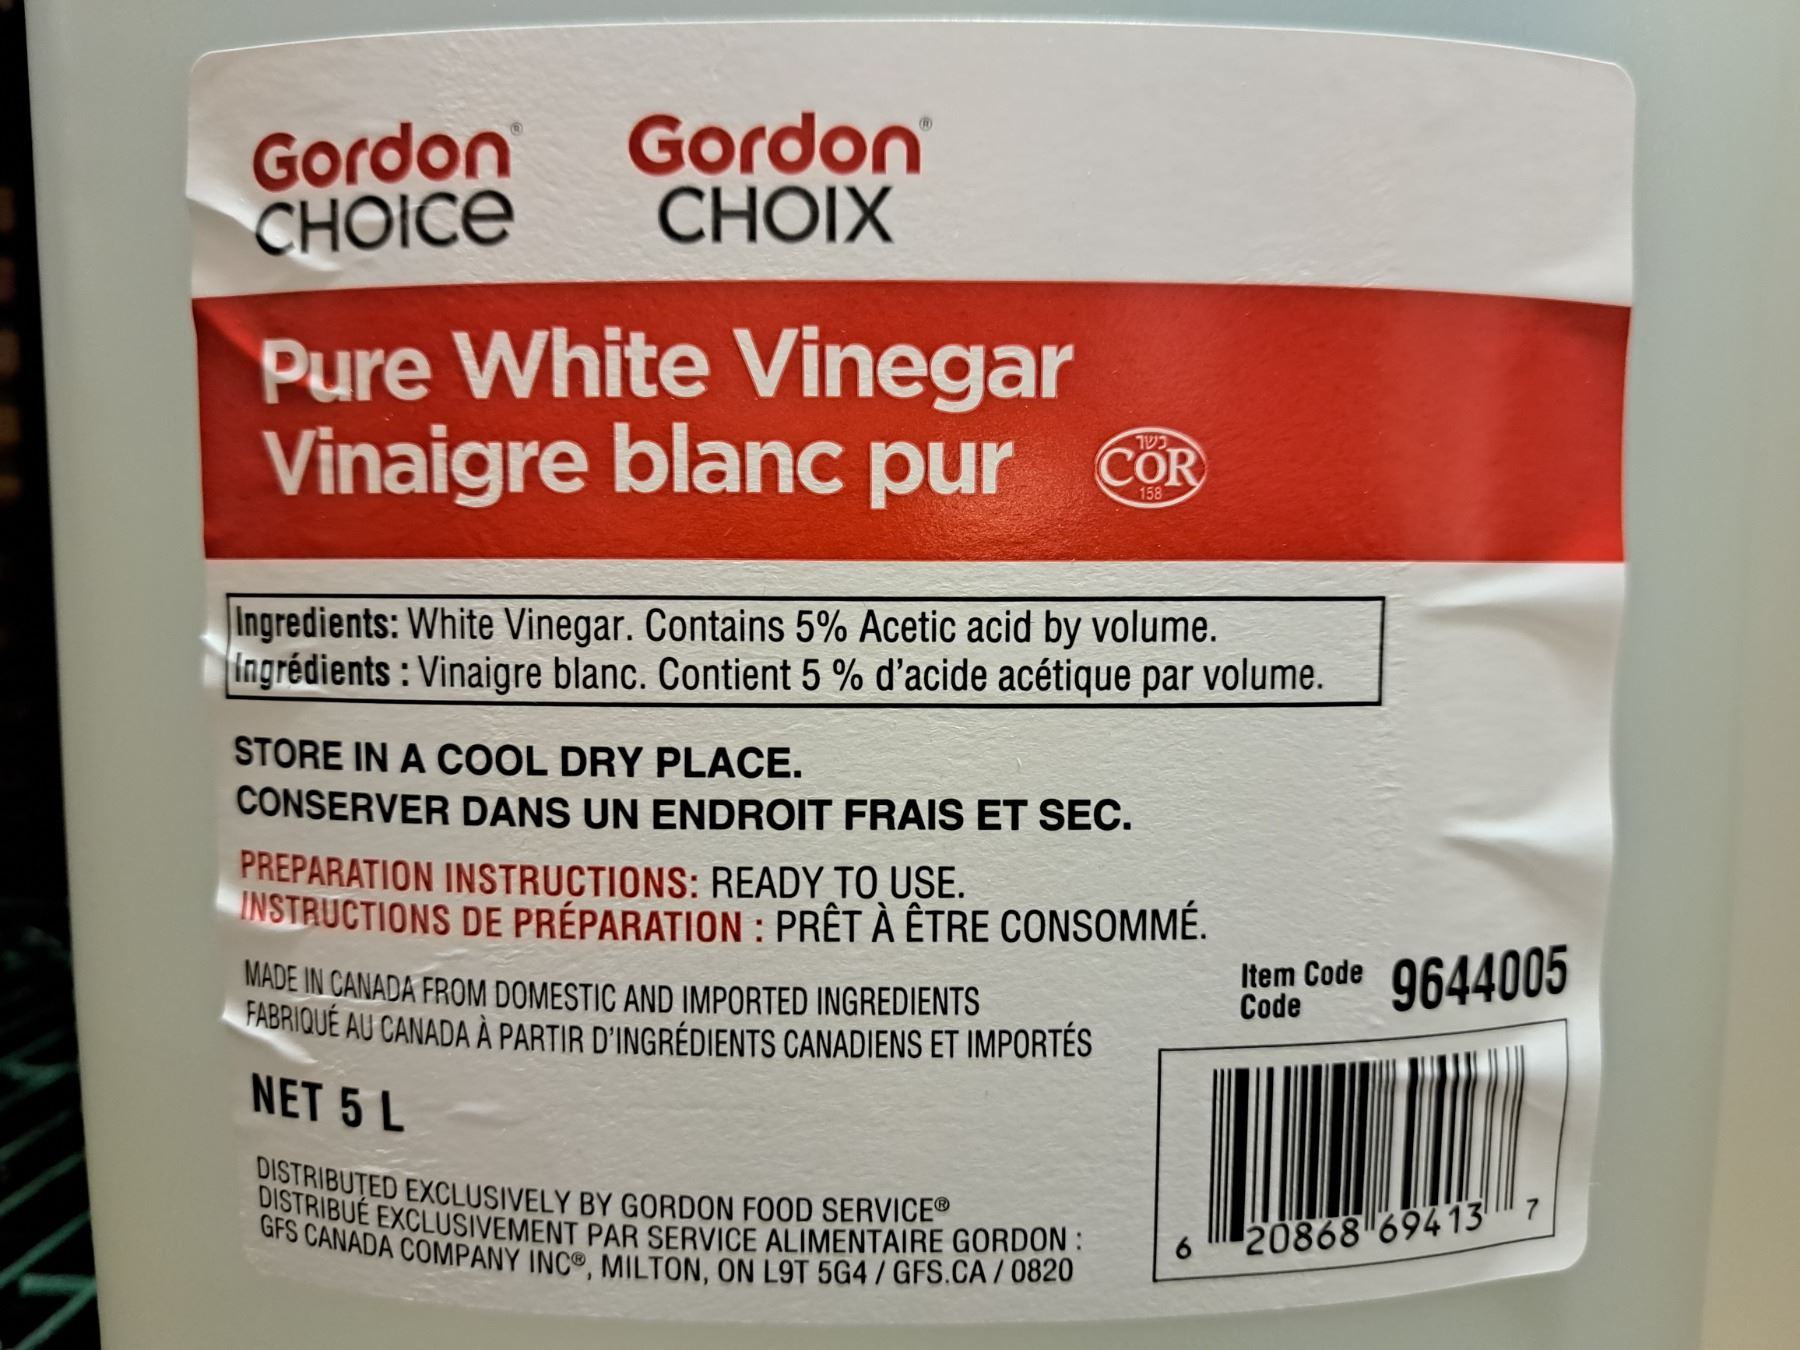 Gordon®
CHOICe
Gordon®
CHOIX
Pure White Vinegar
Vinaigre blanc pur
כשר
COR
158
Ingredients: White Vinegar. Contains 5% Acetic acid by volume.
Ingrédients : Vinaigre blanc. Contient 5 % d'acide acétique par volume.
STORE IN A COOL DRY PLACE.
CONSERVER DANS UN ENDROIT FRAIS ET SEC.
PREPARATION INSTRUCTIONS: READY TO USE.
INSTRUCTIONS DE PRÉPARATION : PRÊT À ÊTRE CONSOMMÉ.
MADE IN CANADA FROM DOMESTIC AND IMPORTED INGREDIENTS
FABRIQUÉ AU CANADA À PARTIR D'INGRÉDIENTS CANADIENS ET IMPORTÉS
Item Code 9644005
Code
NET 5 L
DISTRIBUTED EXCLUSIVELY BY GORDON FOOD SERVICE®
DISTRIBUÉ EXCLUSIVEMENT PAR SERVICE ALIMENTAIRE GORDON :
GFS CANADA COMPANY INC®, MILTON, ON L9T 5G4 / GFS.CA / 0820
6 20868 69413 7